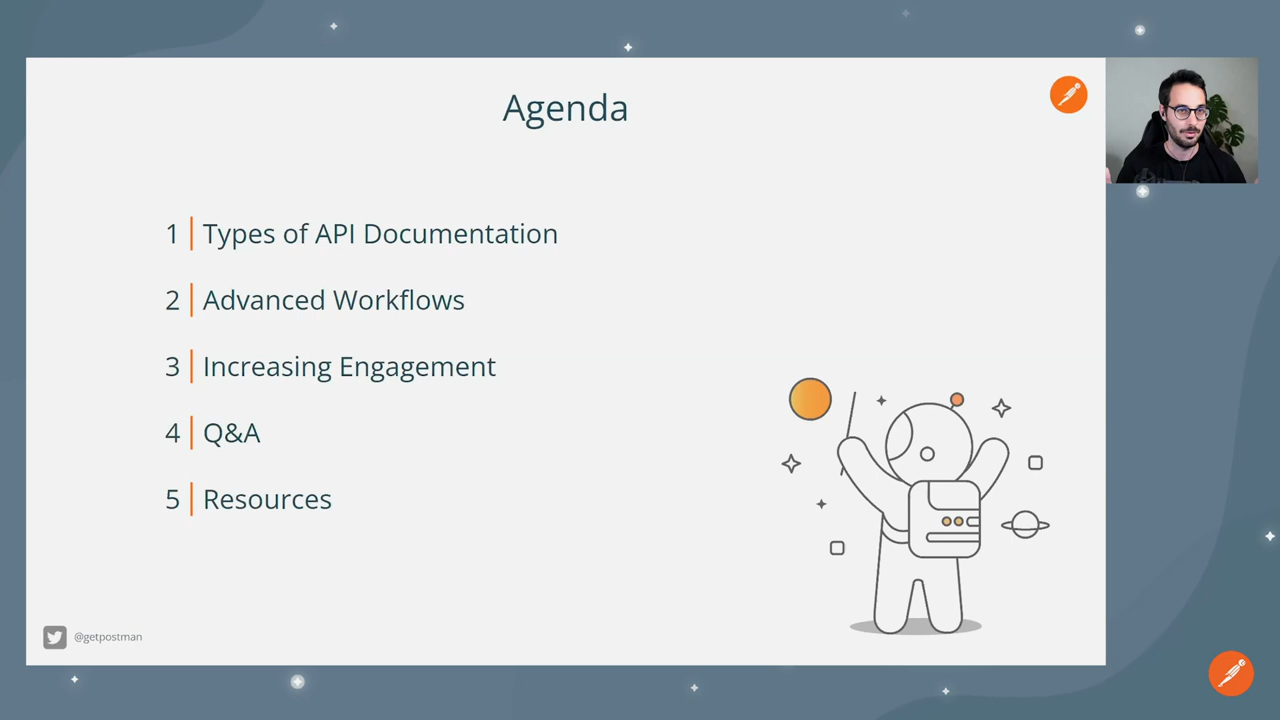 Agenda
1 Types of API Documentation
2 Advanced Workflows
3 Increasing Engagement
4 Q&A
5 Resources
@getpostman